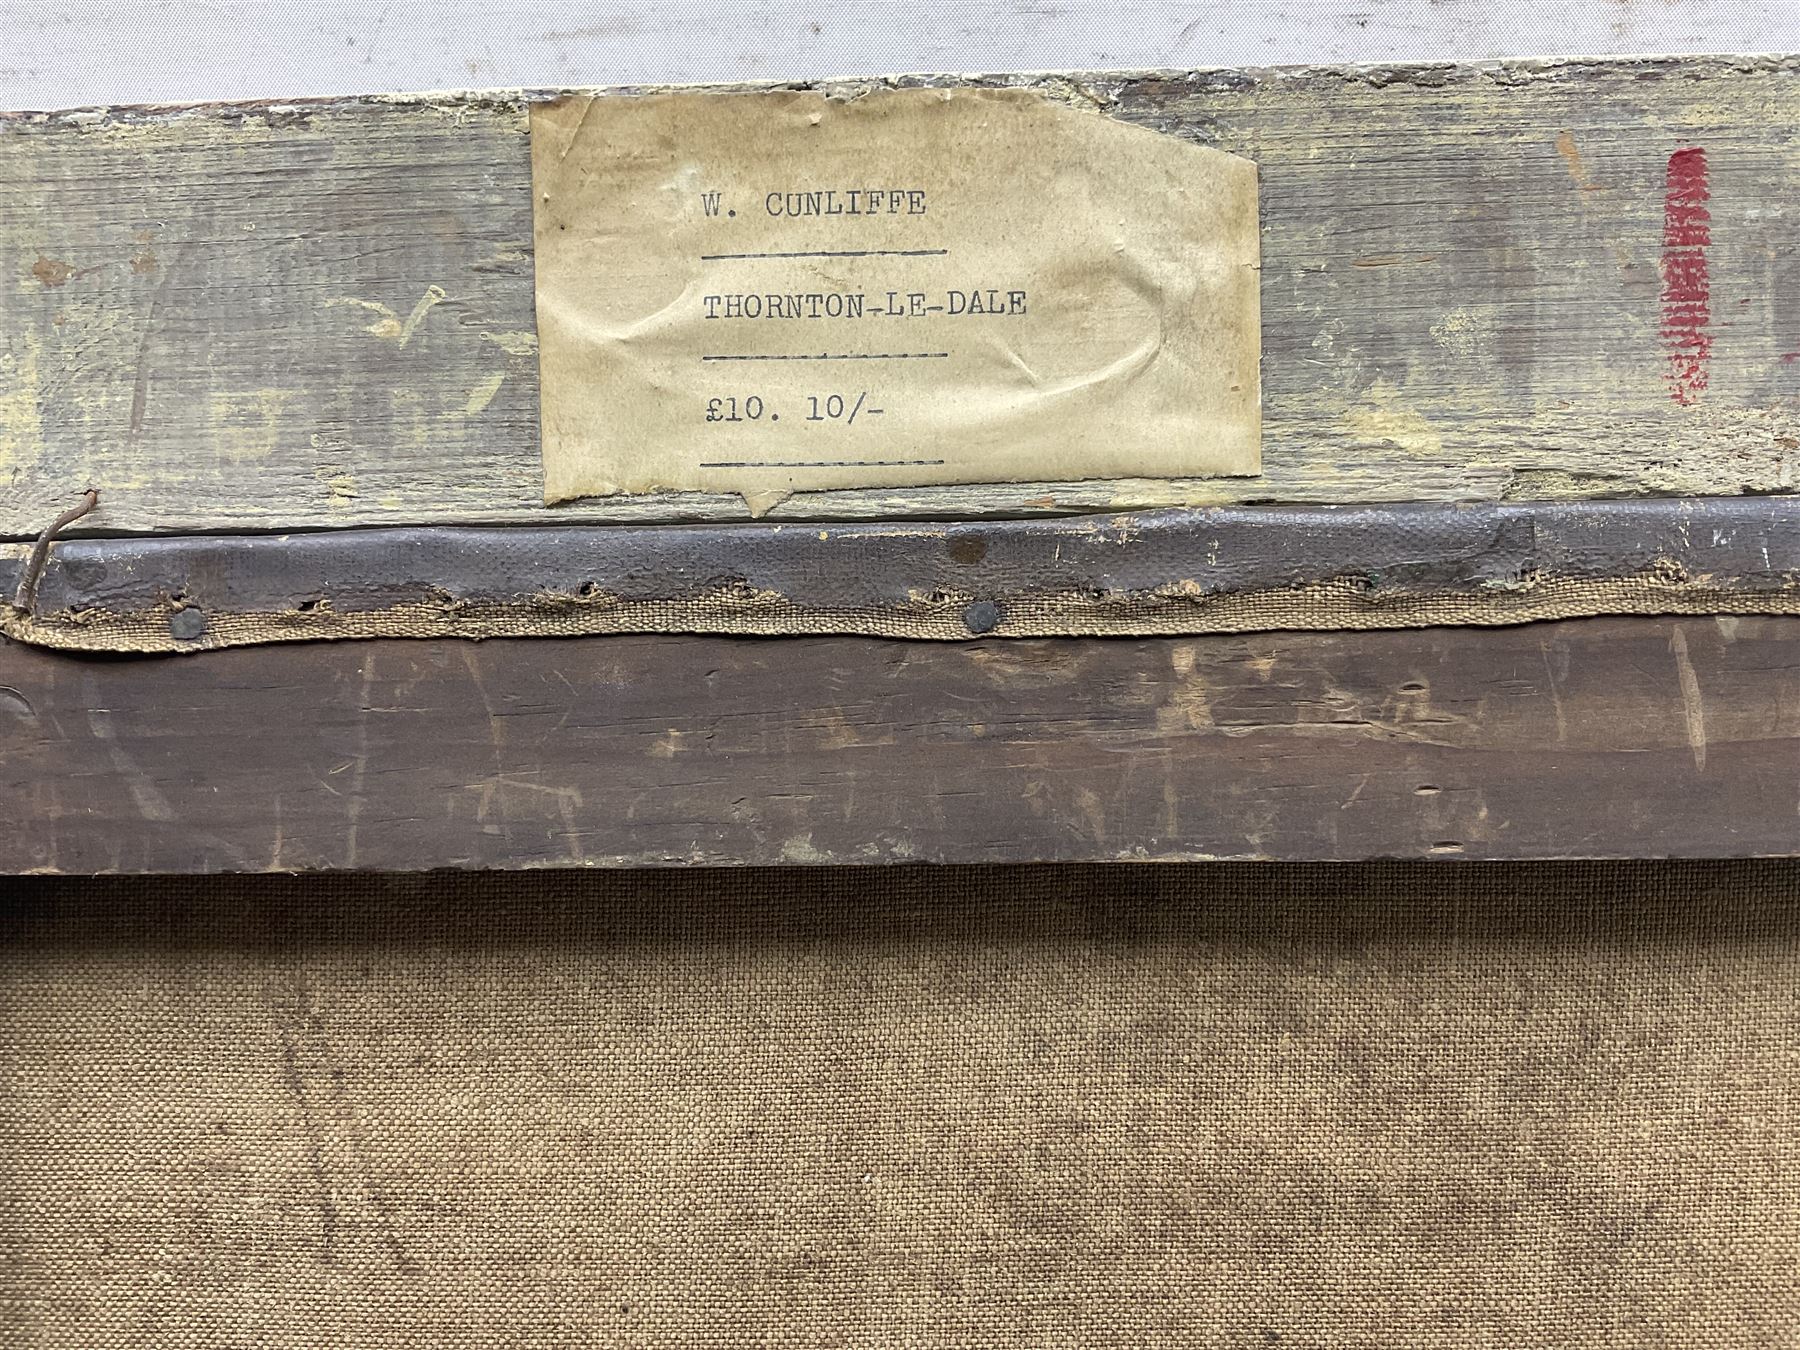 W. CUNLIFFE
THORNTON-LE-DALE
£10. 10/-